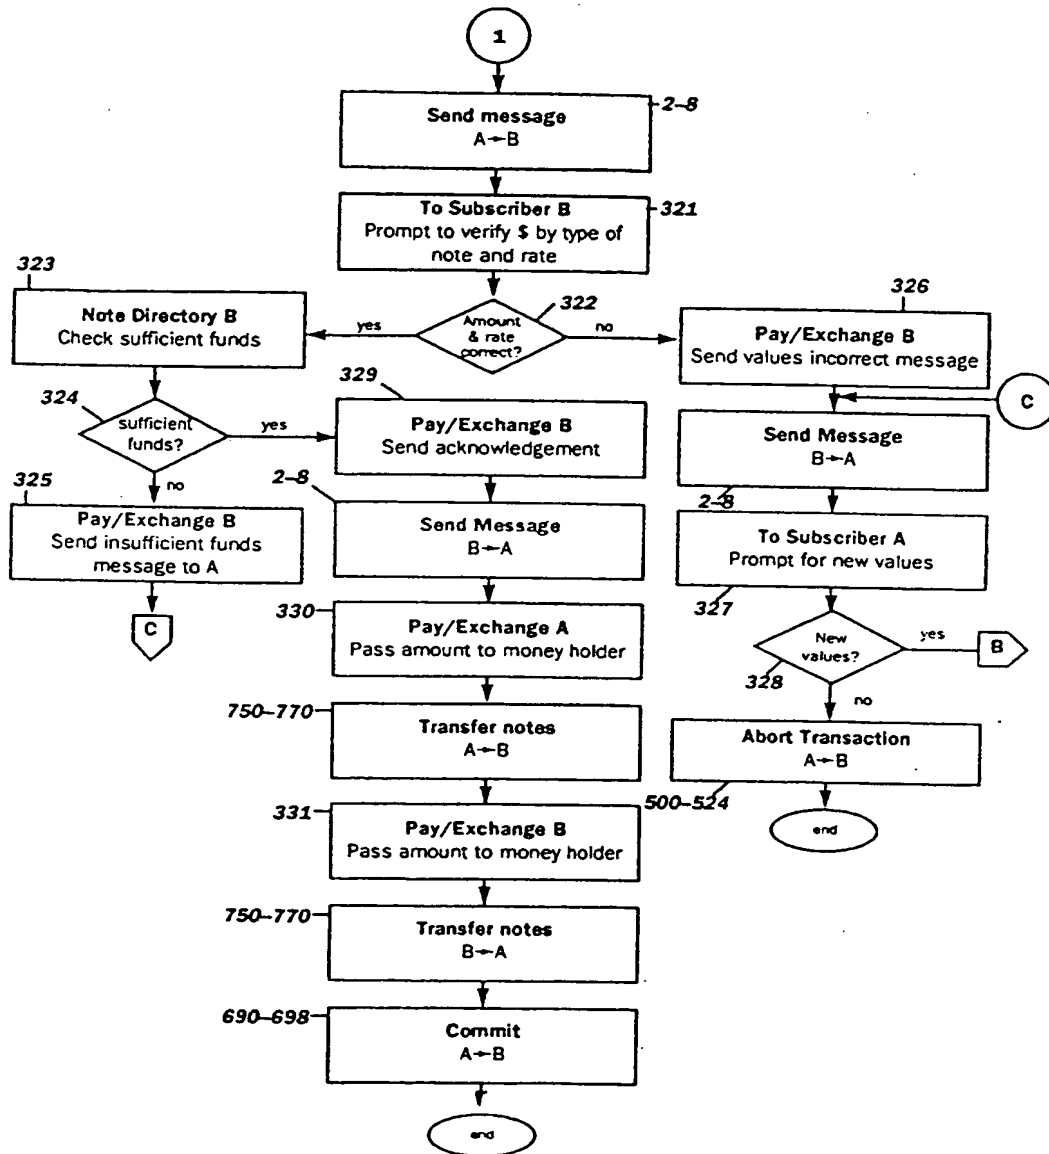 1
Send message
A→B
2–8
To Subscriber B
Prompt to verify $ by type of
note and rate
321
Amount
& rate
correct?
322
yes
no
323
Note Directory B
Check sufficient funds
324
sufficient
funds?
yes
no
325
Pay/Exchange B
Send insufficient funds
message to A
C
329
Pay/Exchange B
Send acknowledgement
2–8
Send Message
B→A
330
Pay/Exchange A
Pass amount to money holder
750–770
Transfer notes
A→B
331
Pay/Exchange B
Pass amount to money holder
750–770
Transfer notes
B→A
690–698
Commit
A→B
end
326
Pay/Exchange B
Send values incorrect message
C
Send Message
B→A
2–8
To Subscriber A
Prompt for new values
327
New
values?
328
yes
B
no
Abort Transaction
A→B
500–524
end